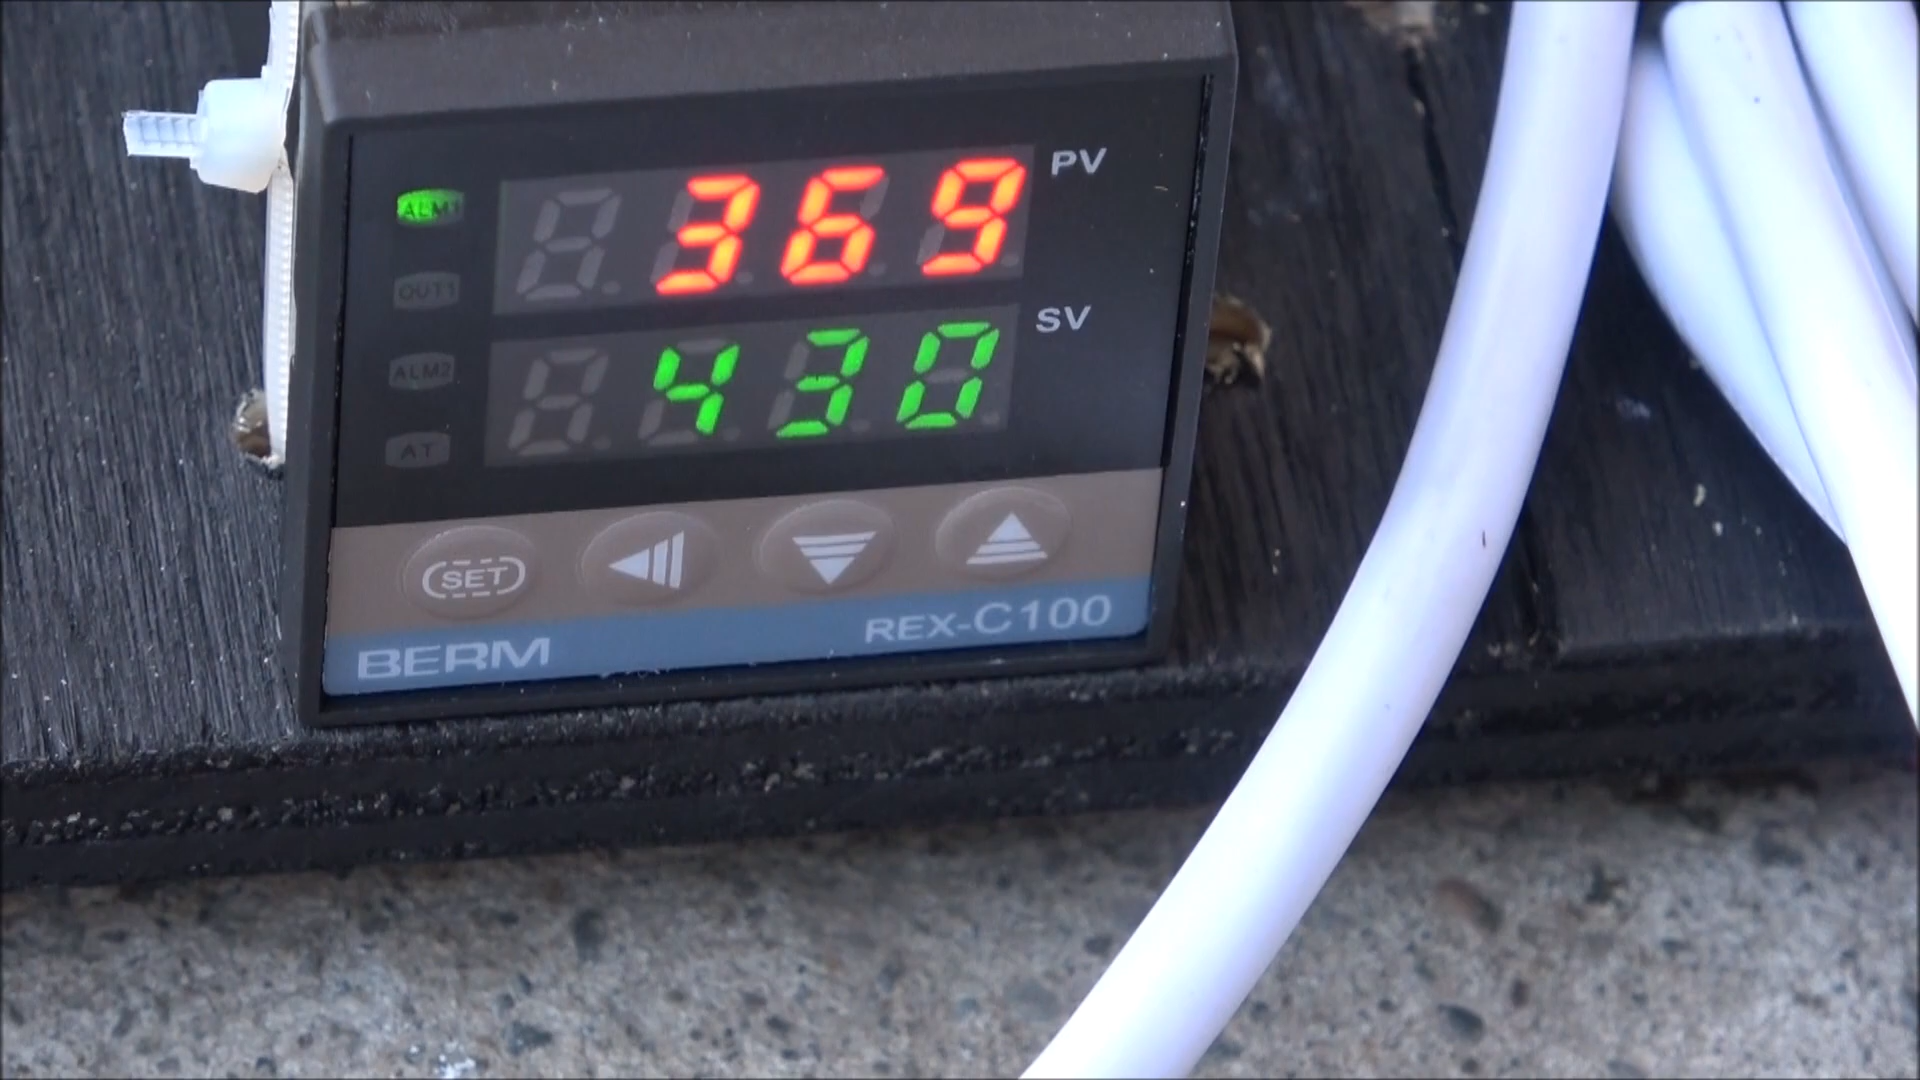 ALM1
369 PV
OUT1
430 SV
ALM2
AT
SET
BERM REX-C100